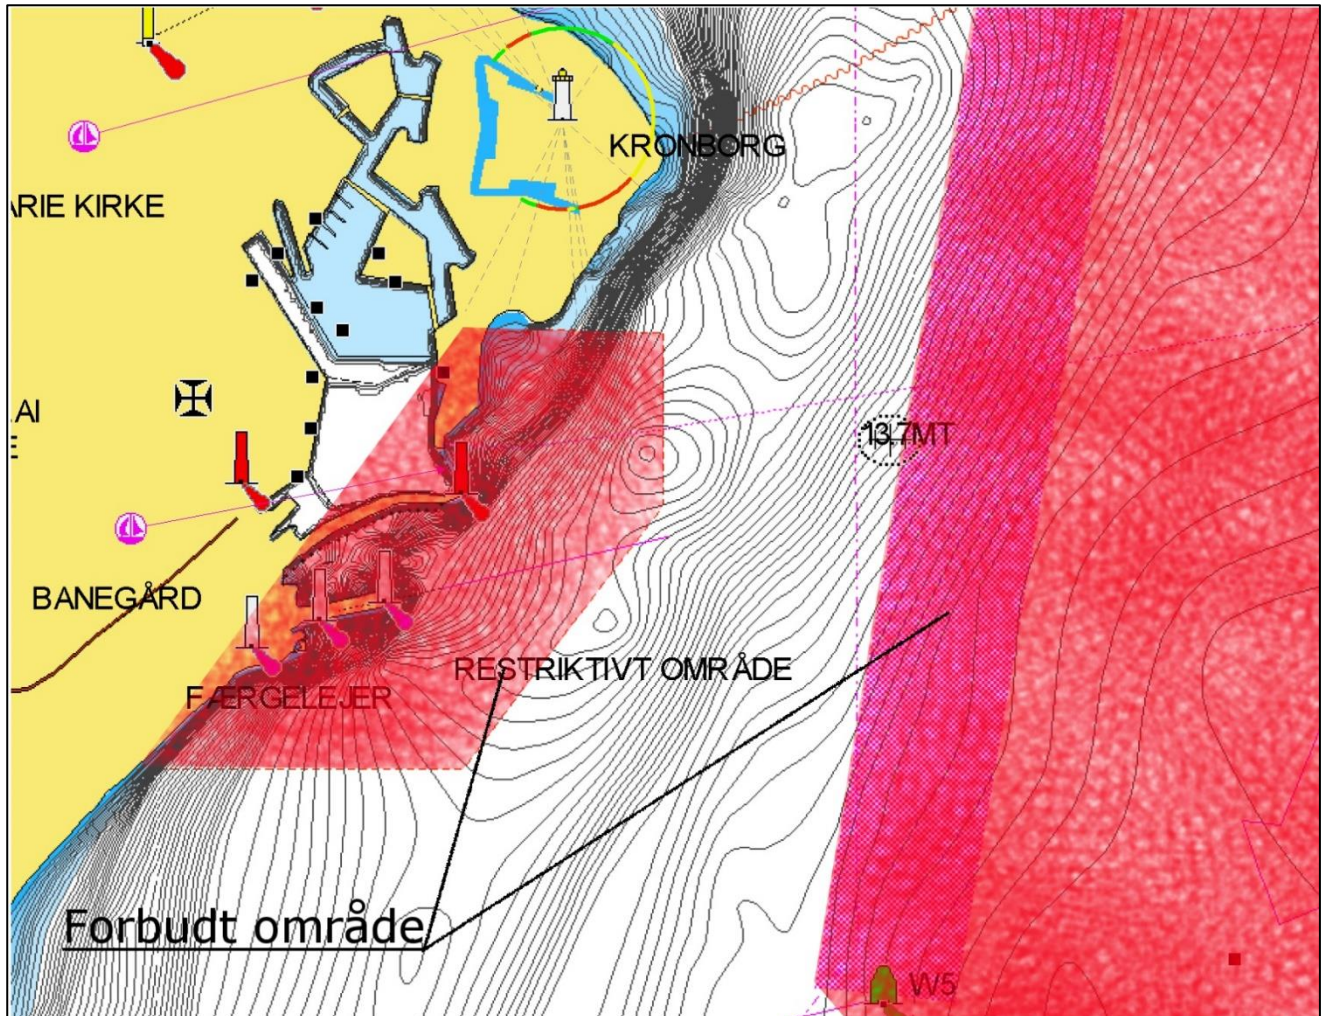 KRONBORG
ARIE KIRKE
AI
E
13,7MT
BANEGÅRD
RESTRIKTIVT OMRÅDE
FÆRGELEJER
Forbudt område
W5